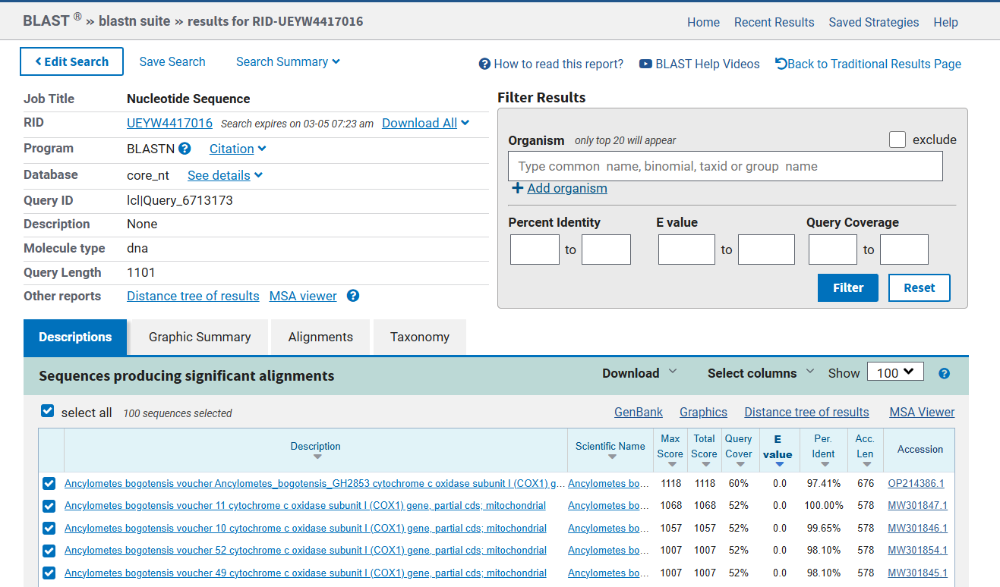 BLAST ® » blastn suite » results for RID-UEYW4417016
Home Recent Results Saved Strategies Help
Edit Search Save Search Search Summary
How to read this report? BLAST Help Videos Back to Traditional Results Page
Job Title Nucleotide Sequence
RID UEYW4417016 Search expires on 03-05 07:23 am Download All
Program BLASTN Citation
Database core_nt See details
Query ID lcl|Query_6713173
Description None
Molecule type dna
Query Length 1101
Other reports Distance tree of results MSA viewer
Filter Results
Organism only top 20 will appear exclude
Type common name, binomial, taxid or group name
Add organism
Percent Identity E value Query Coverage
to to to
Filter Reset
Descriptions Graphic Summary Alignments Taxonomy
Sequences producing significant alignments Download Select columns Show 100
select all 100 sequences selected GenBank Graphics Distance tree of results MSA Viewer
Description Scientific Name Max Score Total Score Query Cover E value Per. Ident Acc. Len Accession
Ancylometes bogotensis voucher Ancylometes_bogotensis_GH2853 cytochrome c oxidase subunit I (COX1) g... Ancylometes bo... 1118 1118 60% 0.0 97.41% 676 OP214386.1
Ancylometes bogotensis voucher 11 cytochrome c oxidase subunit I (COX1) gene, partial cds; mitochondrial Ancylometes bo... 1068 1068 52% 0.0 100.00% 578 MW301847.1
Ancylometes bogotensis voucher 10 cytochrome c oxidase subunit I (COX1) gene, partial cds; mitochondrial Ancylometes bo... 1057 1057 52% 0.0 99.65% 578 MW301846.1
Ancylometes bogotensis voucher 52 cytochrome c oxidase subunit I (COX1) gene, partial cds; mitochondrial Ancylometes bo... 1007 1007 52% 0.0 98.10% 578 MW301854.1
Ancylometes bogotensis voucher 49 cytochrome c oxidase subunit I (COX1) gene, partial cds; mitochondrial Ancylometes bo... 1007 1007 52% 0.0 98.10% 578 MW301845.1